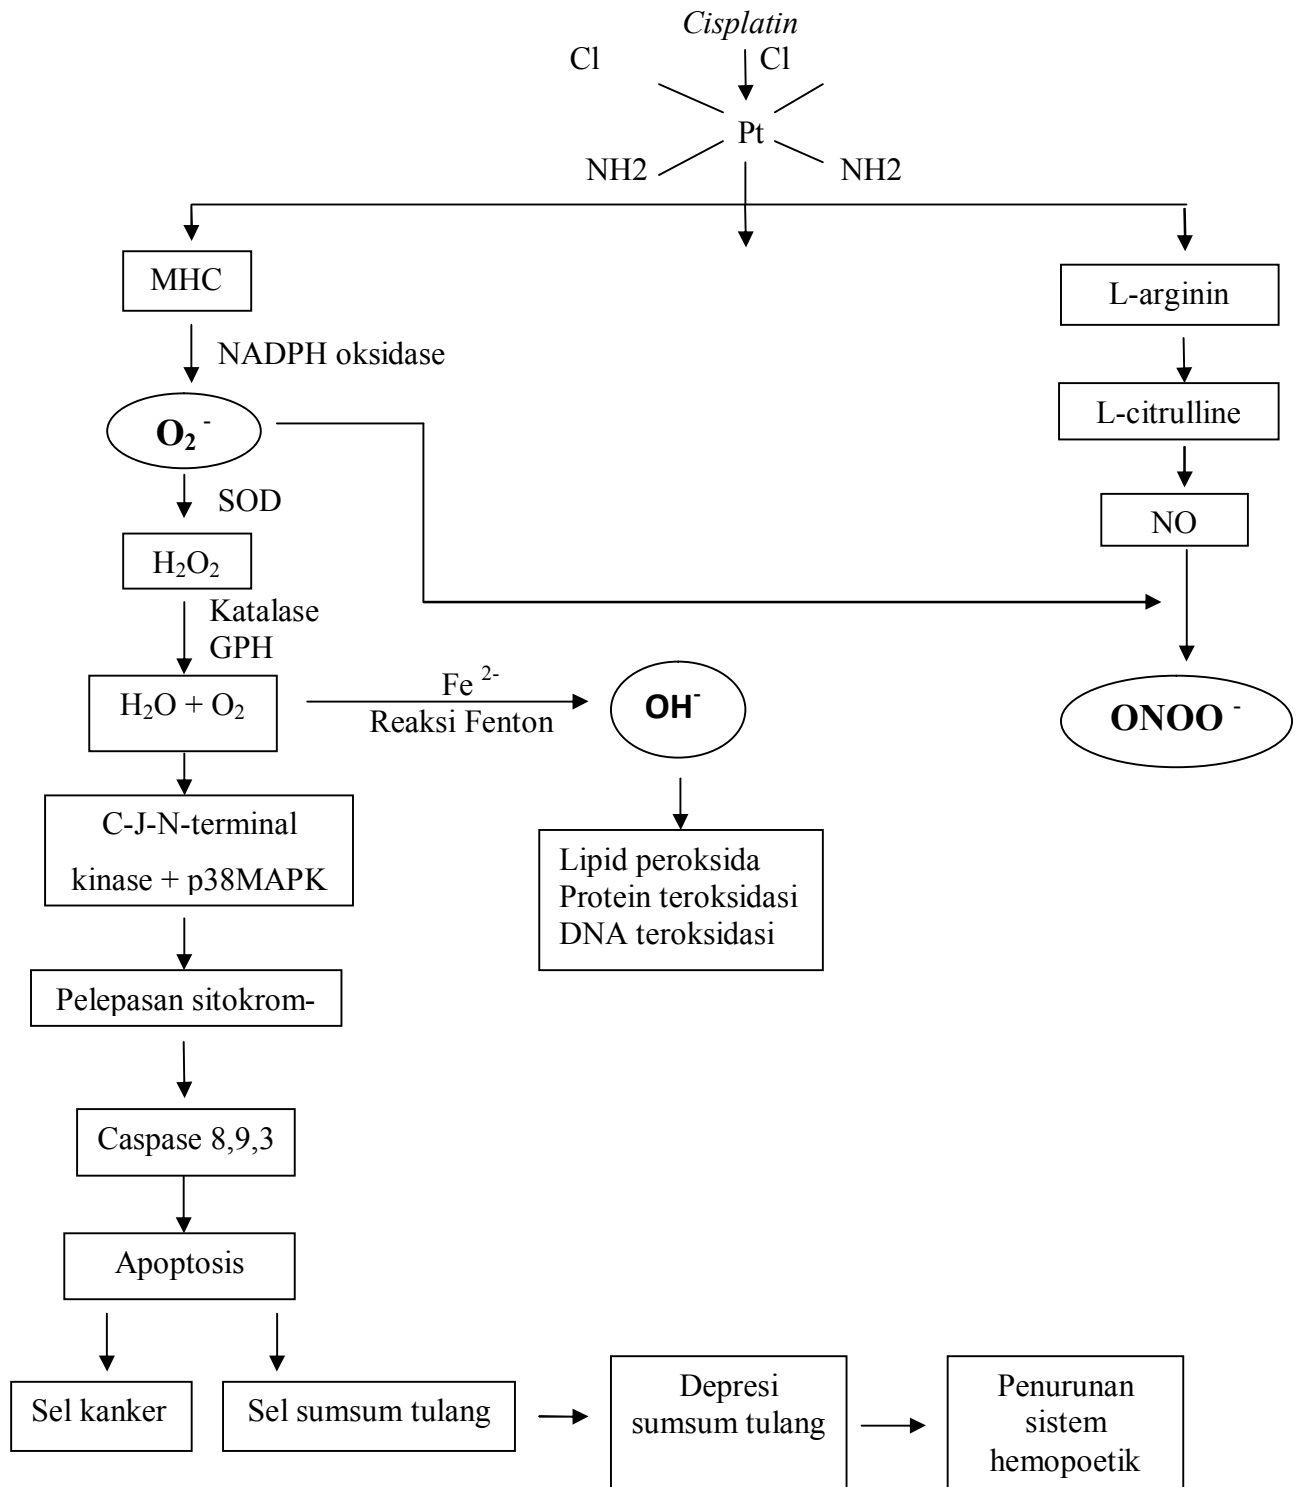 Cisplatin
Cl Cl
Pt
NH2 NH2
MHC
L-arginin
NADPH oksidase
O₂ ⁻
L-citrulline
SOD
NO
H₂O₂
Katalase
GPH
H₂O + O₂
Fe ²⁻
Reaksi Fenton
OH⁻
ONOO ⁻
C-J-N-terminal
kinase + p38MAPK
Lipid peroksida
Protein teroksidasi
DNA teroksidasi
Pelepasan sitokrom-
Caspase 8,9,3
Apoptosis
Sel kanker
Sel sumsum tulang
Depresi
sumsum tulang
Penurunan
sistem
hemopoetik